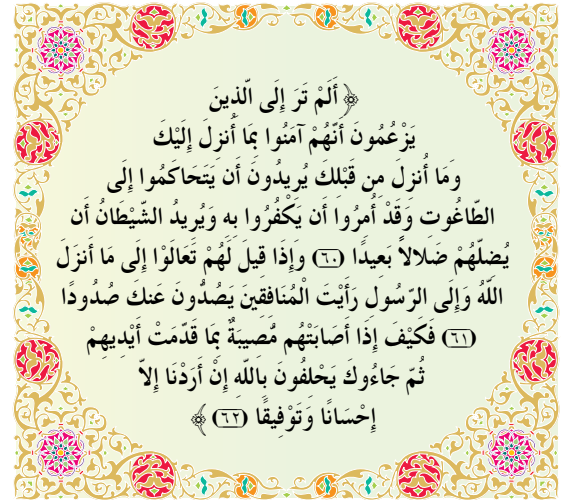 ﴿أَلَمْ تَرَ إِلَى الَّذِينَ
يَزْعُمُونَ أَنَّهُمْ آمَنُوا بِمَا أُنزِلَ إِلَيْكَ
وَمَا أُنزِلَ مِن قَبْلِكَ يُرِيدُونَ أَن يَتَحَاكَمُوا إِلَى
الطَّاغُوتِ وَقَدْ أُمِرُوا أَن يَكْفُرُوا بِهِ وَيُرِيدُ الشَّيْطَانُ أَن
يُضِلَّهُمْ ضَلَالاً بَعِيدًا (٦٠) وَإِذَا قِيلَ لَهُمْ تَعَالَوْا إِلَى مَا أَنزَلَ
اللَّهُ وَإِلَى الرَّسُولِ رَأَيْتَ الْمُنَافِقِينَ يَصُدُّونَ عَنكَ صُدُودًا
(٦١) فَكَيْفَ إِذَا أَصَابَتْهُم مُّصِيبَةٌ بِمَا قَدَّمَتْ أَيْدِيهِمْ
ثُمَّ جَاءُوكَ يَحْلِفُونَ بِاللَّهِ إِنْ أَرَدْنَا إِلاَّ
إِحْسَانًا وَتَوْفِيقًا (٦٢) ﴾